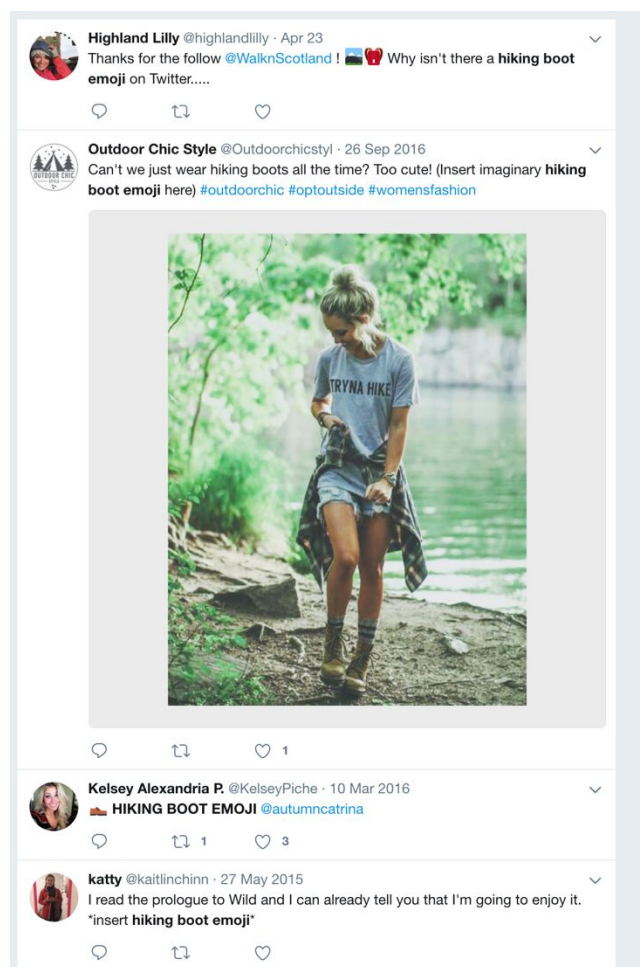 Highland Lilly @highlandlilly · Apr 23
Thanks for the follow @WalknScotland ! 🏞️🎒 Why isn't there a hiking boot
emoji on Twitter.....
Outdoor Chic Style @Outdoorchicstyl · 26 Sep 2016
Can't we just wear hiking boots all the time? Too cute! (Insert imaginary hiking
boot emoji here) #outdoorchic #optoutside #womensfashion
OUTDOOR CHIC
STYLE
TRYNA HIKE
1
Kelsey Alexandria P. @KelseyPiche · 10 Mar 2016
👞 HIKING BOOT EMOJI @autumncatrina
1 3
katty @kaitlinchinn · 27 May 2015
I read the prologue to Wild and I can already tell you that I'm going to enjoy it.
*insert hiking boot emoji*